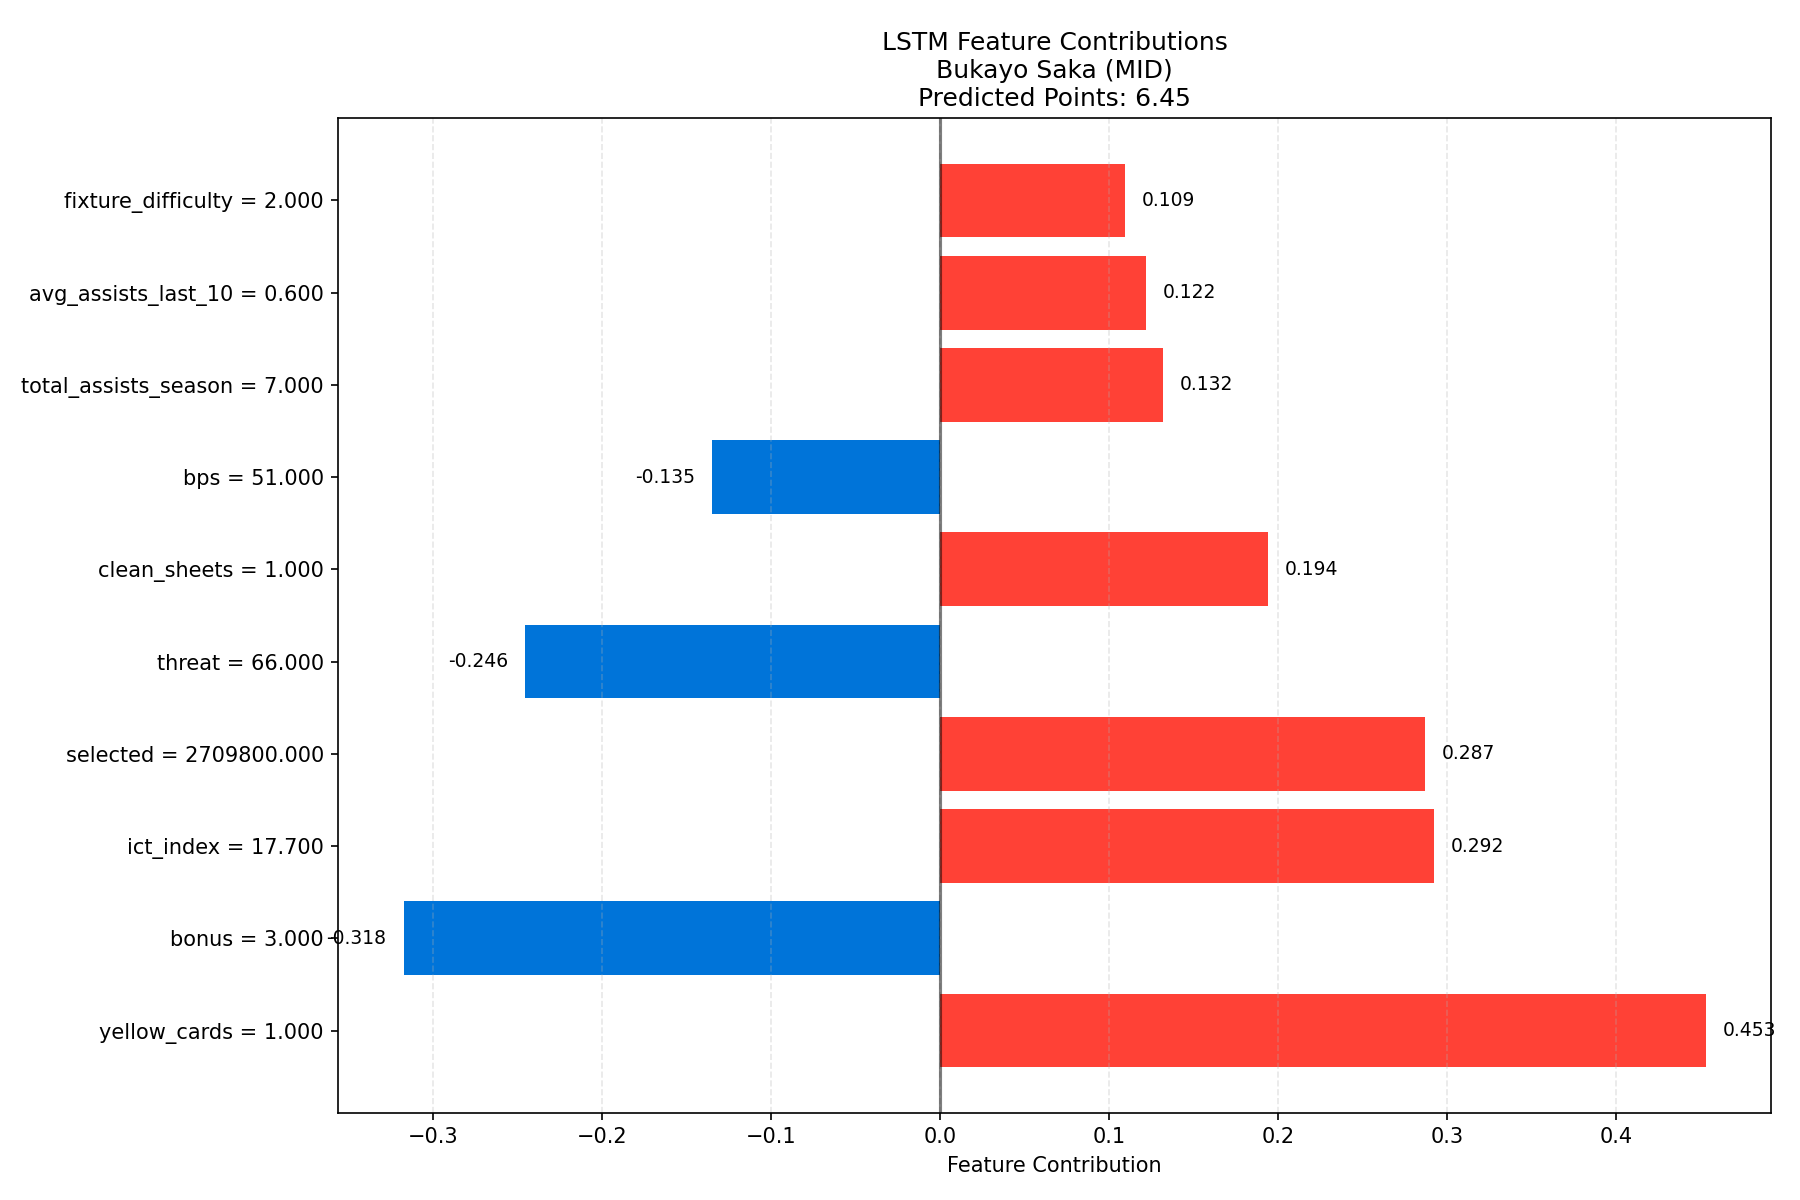 LSTM Feature Contributions
Bukayo Saka (MID)
Predicted Points: 6.45
fixture_difficulty = 2.000
0.109
avg_assists_last_10 = 0.600
0.122
total_assists_season = 7.000
0.132
bps = 51.000
-0.135
clean_sheets = 1.000
0.194
threat = 66.000
-0.246
selected = 2709800.000
0.287
ict_index = 17.700
0.292
bonus = 3.000
-0.318
yellow_cards = 1.000
0.453
−0.3 −0.2 −0.1 0.0 0.1 0.2 0.3 0.4
Feature Contribution